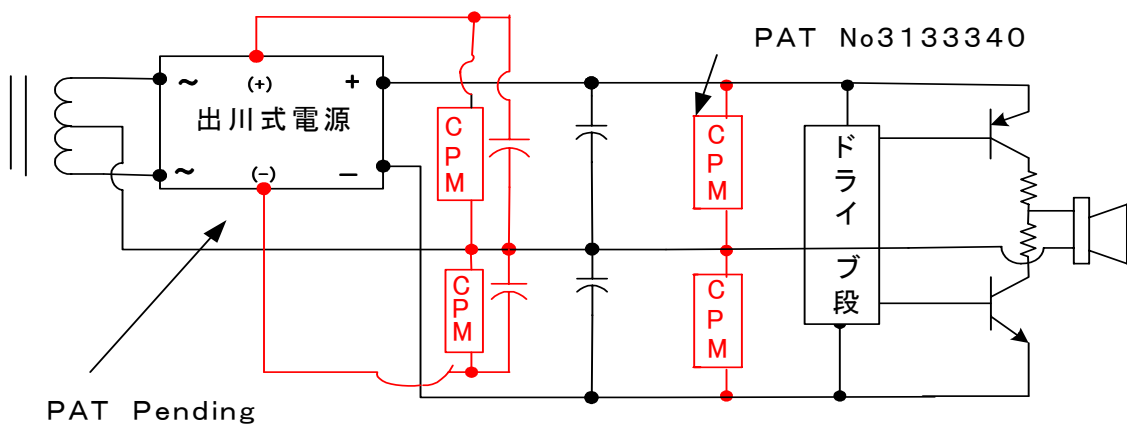 PAT No3133340
~ (+) +
出川式電源
~ (-) −
CPM
CPM
CPM
CPM
ドライブ段
PAT Pending